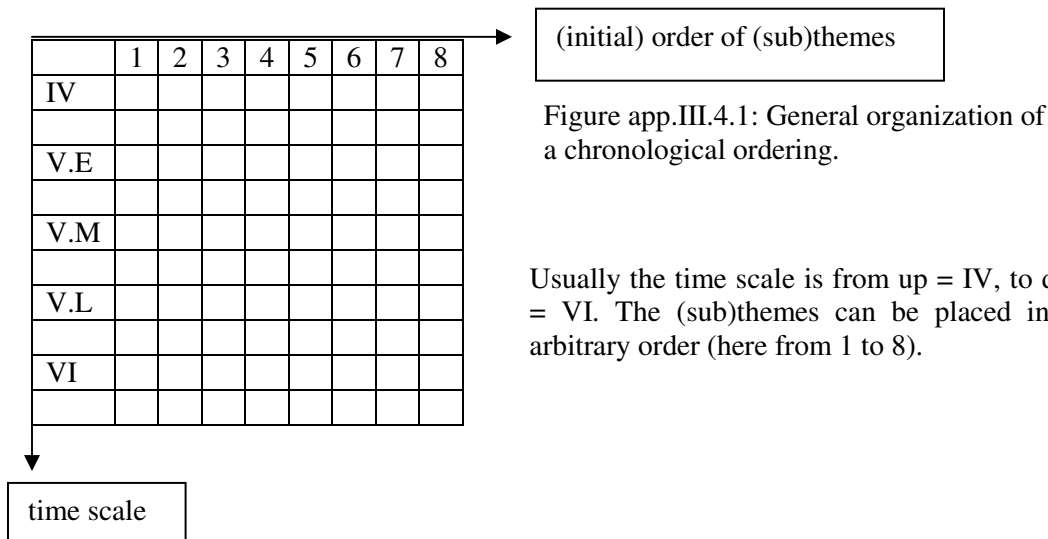 (initial) order of (sub)themes
1 2 3 4 5 6 7 8
IV
V.E
V.M
V.L
VI
time scale
Figure app.III.4.1: General organization of
a chronological ordering.
Usually the time scale is from up = IV, to
= VI. The (sub)themes can be placed in
arbitrary order (here from 1 to 8).